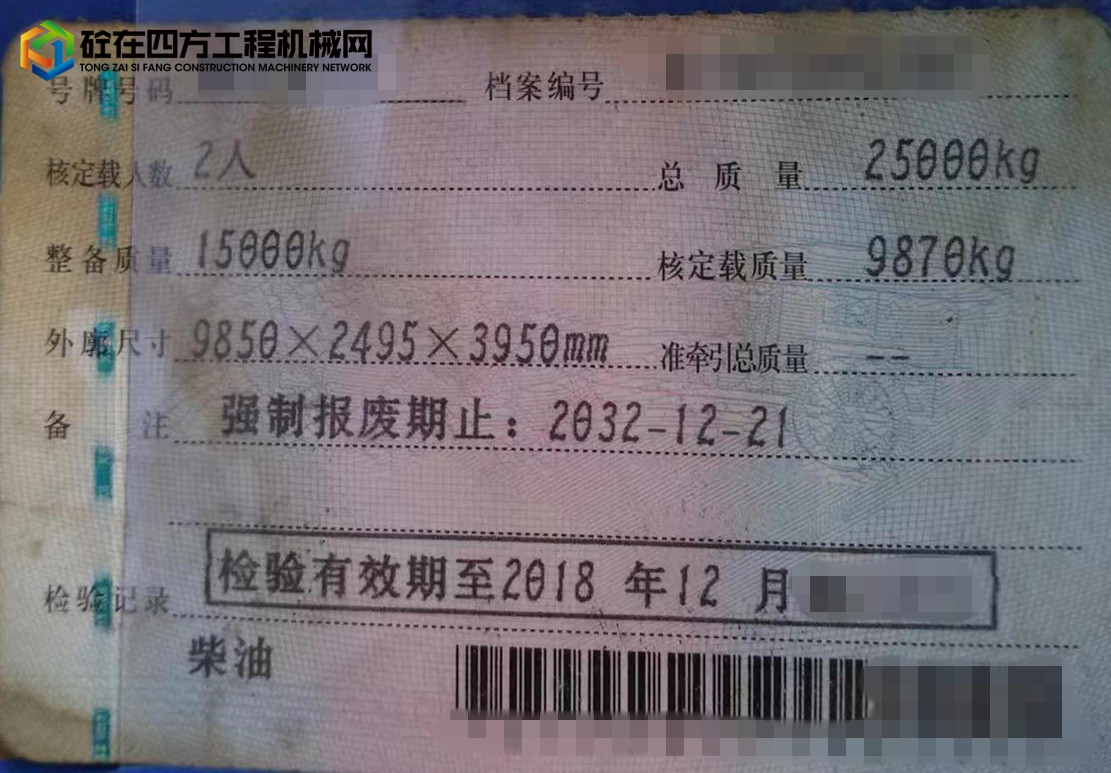 砼在四方工程机械网
TONG ZAI SI FANG CONSTRUCTION MACHINERY NETWORK
号牌号码 档案编号
核定载人数 2人 总质量 25000kg
整备质量 15000kg 核定载质量 9870kg
外廓尺寸 9850×2495×3950mm 准牵引总质量 --
备注 强制报废期止：2032-12-21
检验记录 检验有效期至2018年12月
柴油